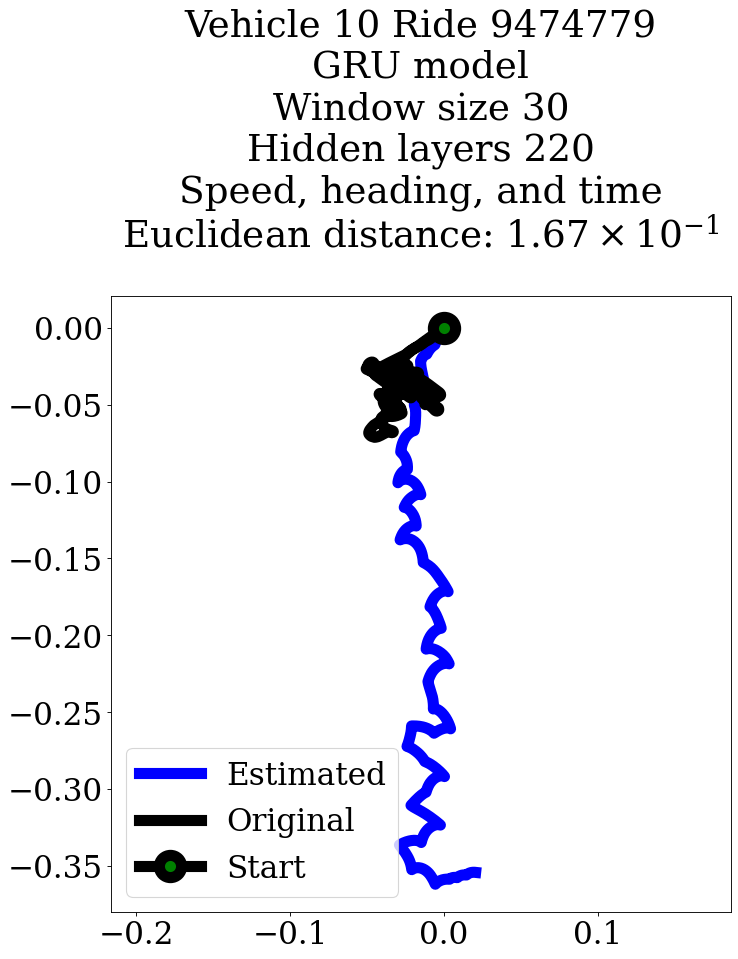 Vehicle 10 Ride 9474779
GRU model
Window size 30
Hidden layers 220
Speed, heading, and time
Euclidean distance: 1.67 × 10⁻¹
0.00
−0.05
−0.10
−0.15
−0.20
−0.25
−0.30
−0.35
Estimated
Original
Start
−0.2
−0.1
0.0
0.1